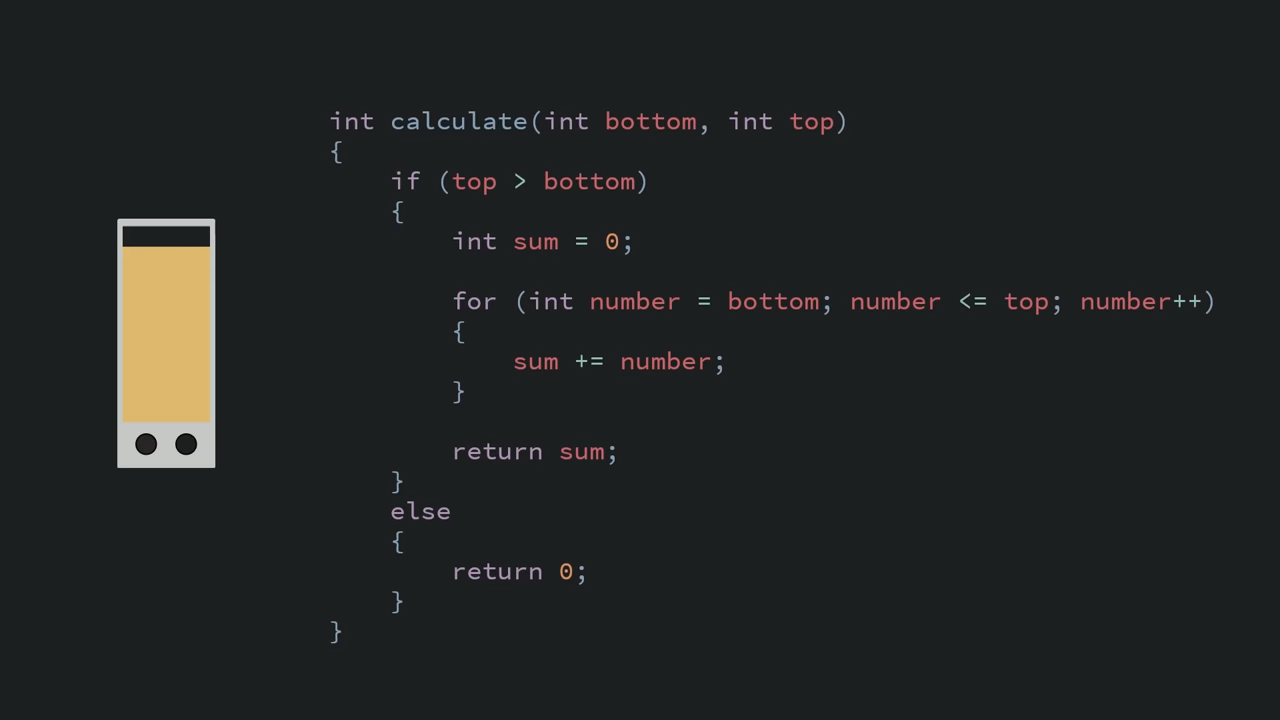 int calculate(int bottom, int top)
{
    if (top > bottom)
    {
        int sum = 0;

        for (int number = bottom; number <= top; number++)
        {
            sum += number;
        }

        return sum;
    }
    else
    {
        return 0;
    }
}